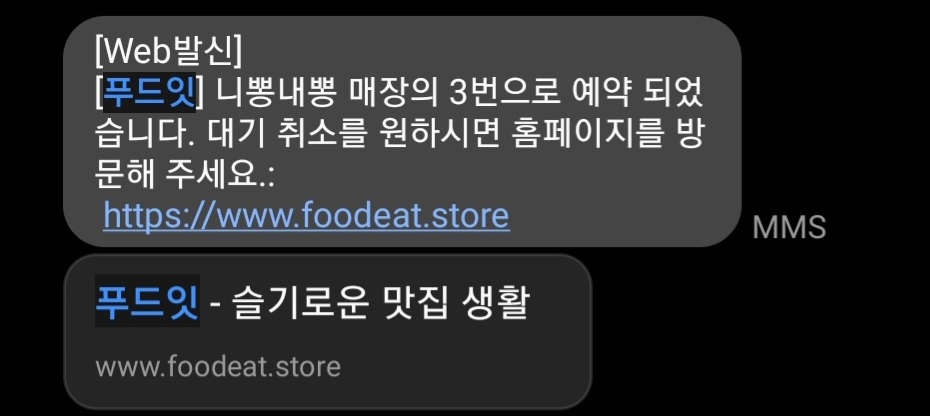 [Web발신]
[푸드잇] 니뽕내뽕 매장의 3번으로 예약 되었
습니다. 대기 취소를 원하시면 홈페이지를 방
문해 주세요.:
https://www.foodeat.store
MMS
푸드잇 - 슬기로운 맛집 생활
www.foodeat.store